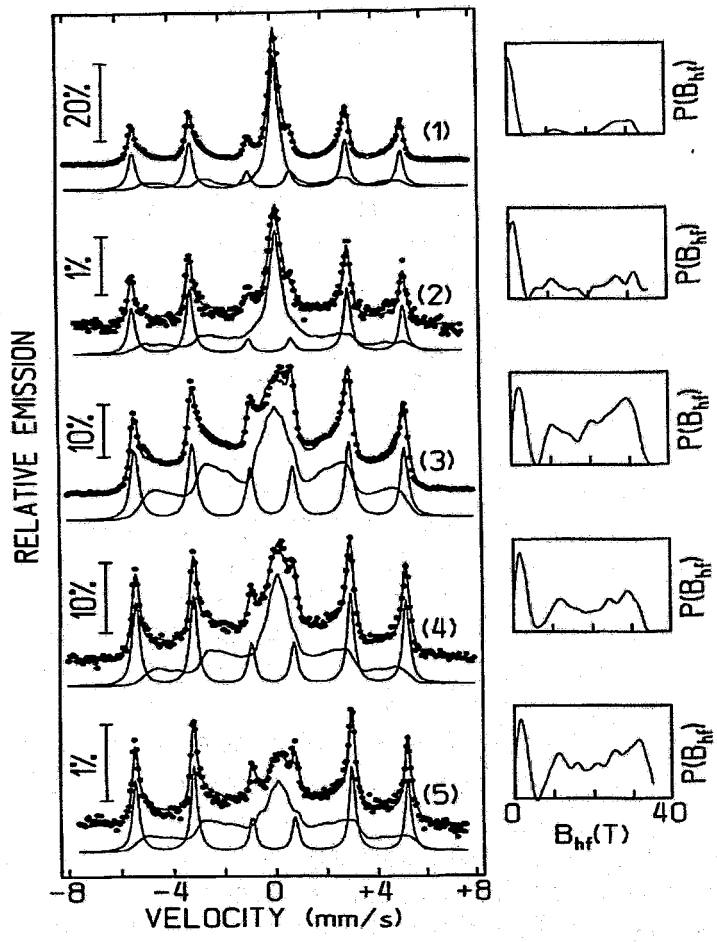 RELATIVE EMISSION
20%
(1)
1%
(2)
10%
(3)
10%
(4)
1%
(5)
-8 -4 0 +4 +8
VELOCITY (mm/s)
P(Bhf)
P(Bhf)
P(Bhf)
P(Bhf)
P(Bhf)
0 40
Bhf(T)